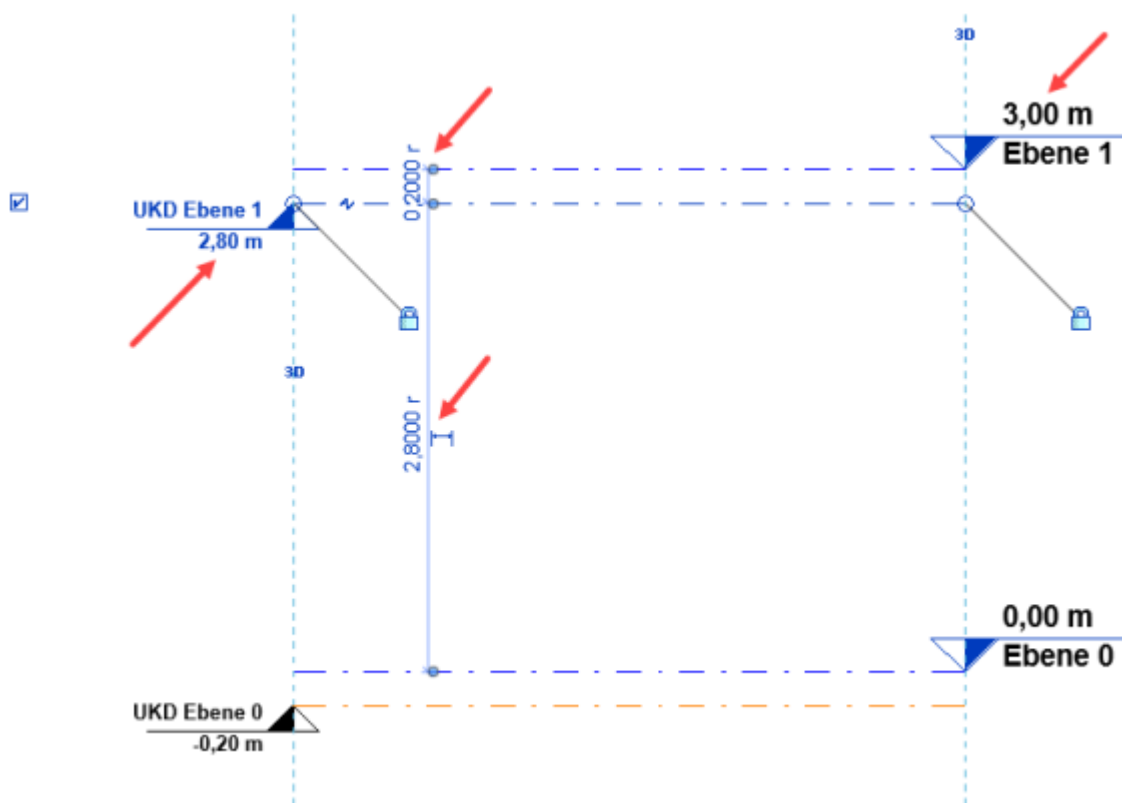 3D
3,00 m
Ebene 1
0,2000 r
UKD Ebene 1
2,80 m
3D
2,8000 r
0,00 m
Ebene 0
UKD Ebene 0
-0,20 m